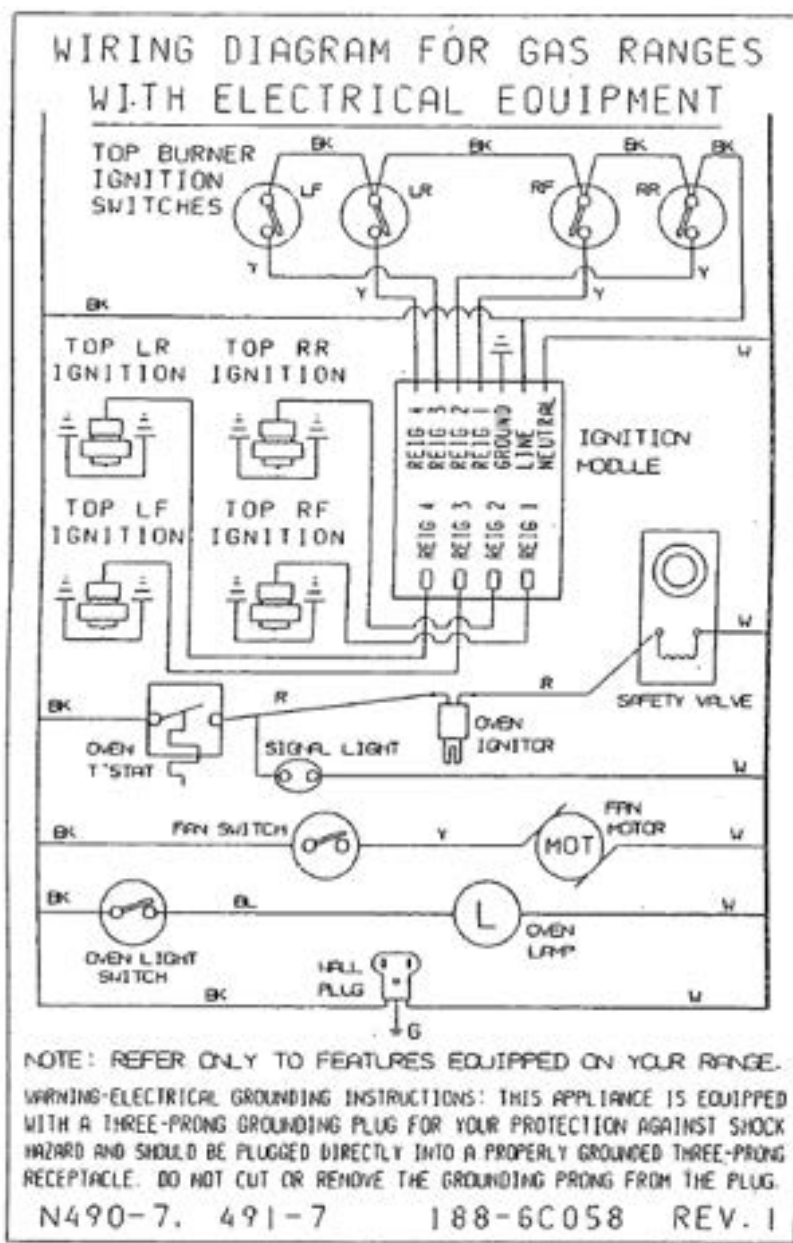 WIRING DIAGRAM FOR GAS RANGES
WITH ELECTRICAL EQUIPMENT
TOP BURNER
IGNITION
SWITCHES
BK
BK
BK
BK
LF
LR
RF
RR
Y
Y
Y
Y
BK
W
TOP LR
IGNITION
TOP RR
IGNITION
REIG 4
REIG 3
REIG 2
REIG 1
GROUND
LINE
NEUTRAL
IGNITION
MODULE
REIG 4
REIG 3
REIG 2
REIG 1
TOP LF
IGNITION
TOP RF
IGNITION
W
SAFETY VALVE
BK
R
R
OVEN
T'STAT
SIGNAL LIGHT
OVEN
IGNITOR
W
BK
FAN SWITCH
Y
MOT
FAN
MOTOR
W
BK
BL
L
W
OVEN LIGHT
SWITCH
OVEN
LAMP
WALL
PLUG
BK
W
G
NOTE: REFER ONLY TO FEATURES EQUIPPED ON YOUR RANGE.
WARNING-ELECTRICAL GROUNDING INSTRUCTIONS: THIS APPLIANCE IS EQUIPPED
WITH A THREE-PRONG GROUNDING PLUG FOR YOUR PROTECTION AGAINST SHOCK
HAZARD AND SHOULD BE PLUGGED DIRECTLY INTO A PROPERLY GROUNDED THREE-PRONG
RECEPTACLE. DO NOT CUT OR REMOVE THE GROUNDING PRONG FROM THE PLUG.
N490-7. 491-7 188-6C058 REV. 1